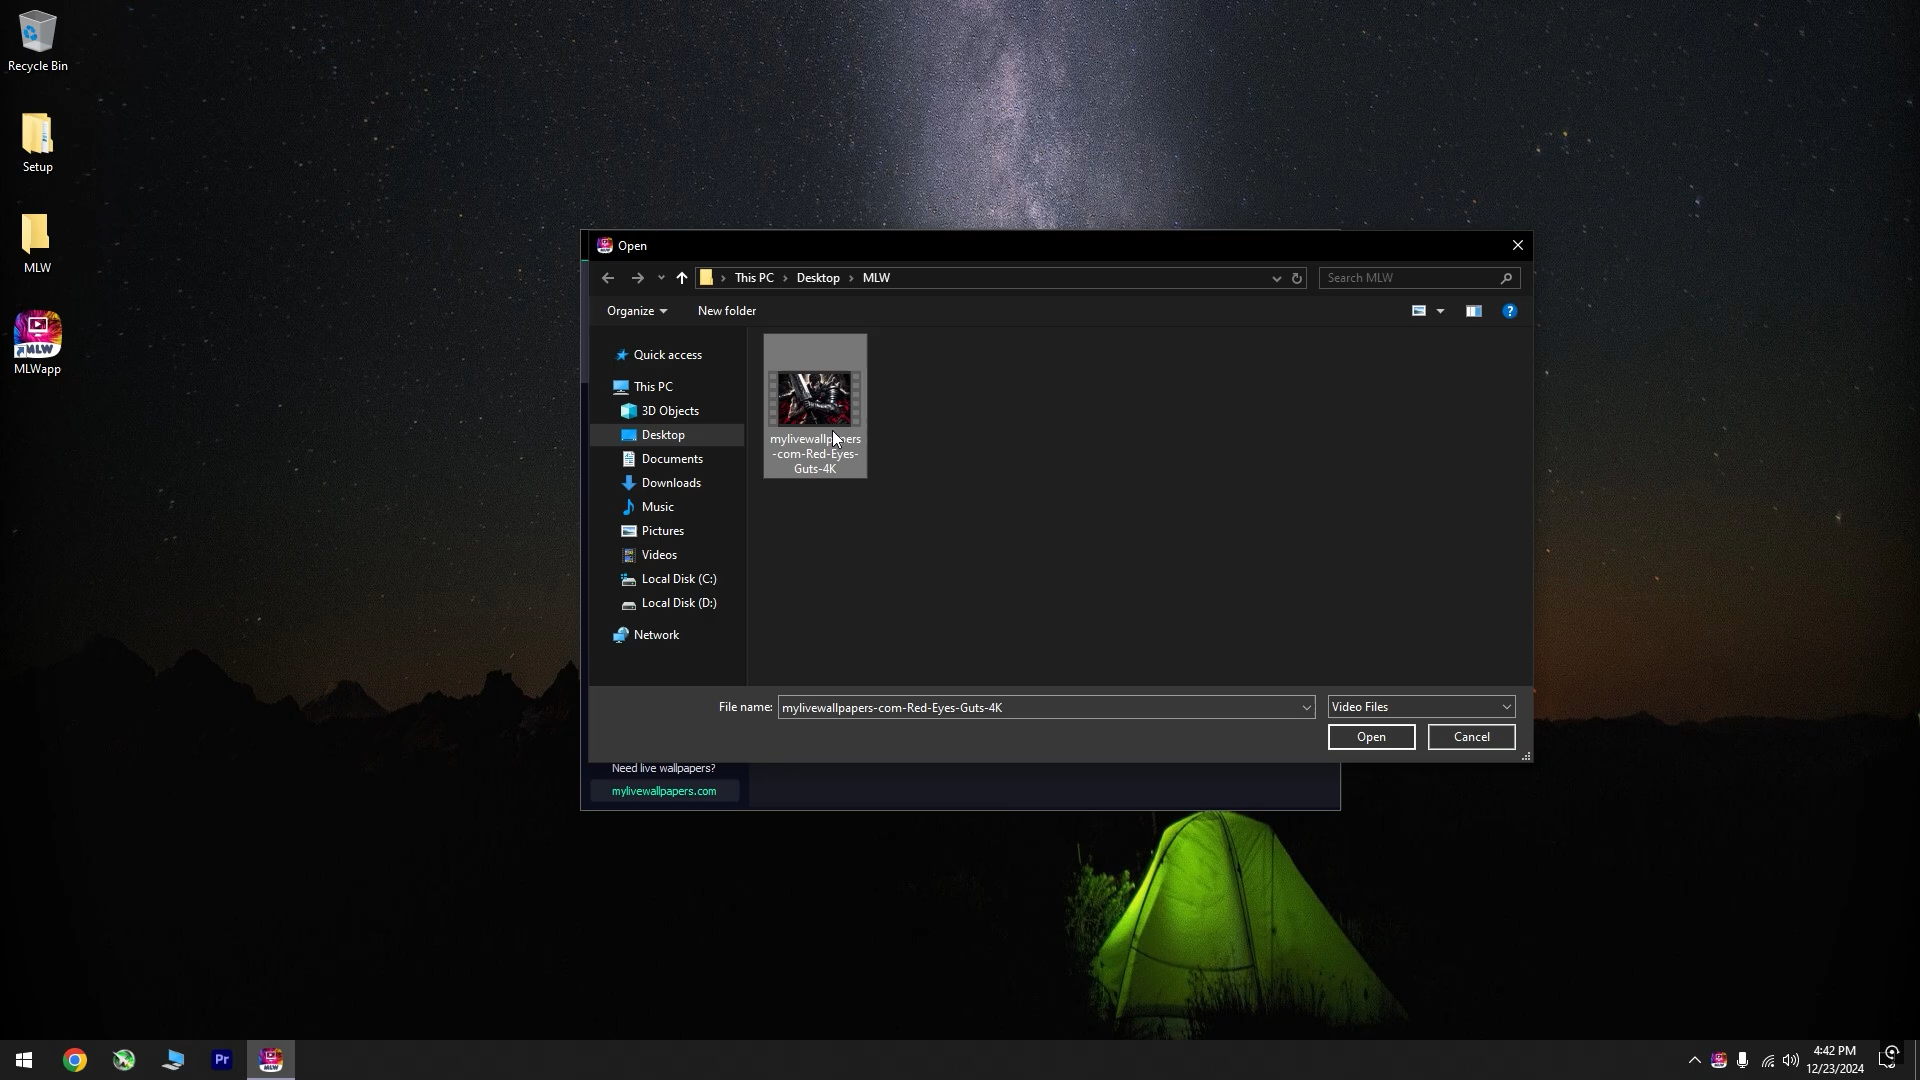 Recycle Bin
Setup
MLW
MLW
MLWapp
Open
This PC
Desktop
MLW
Search MLW
Organize
New folder
?
Quick access
This PC
3D Objects
Desktop
Documents
Downloads
Music
Pictures
Videos
Local Disk (C:)
Local Disk (D:)
Network
mylivewallpapers
-com-Red-Eyes-
Guts-4K
File name:
mylivewallpapers-com-Red-Eyes-Guts-4K
Video Files
Open
Cancel
Need live wallpapers?
mylivewallpapers.com
Pr
MLW
4:42 PM
12/23/2024